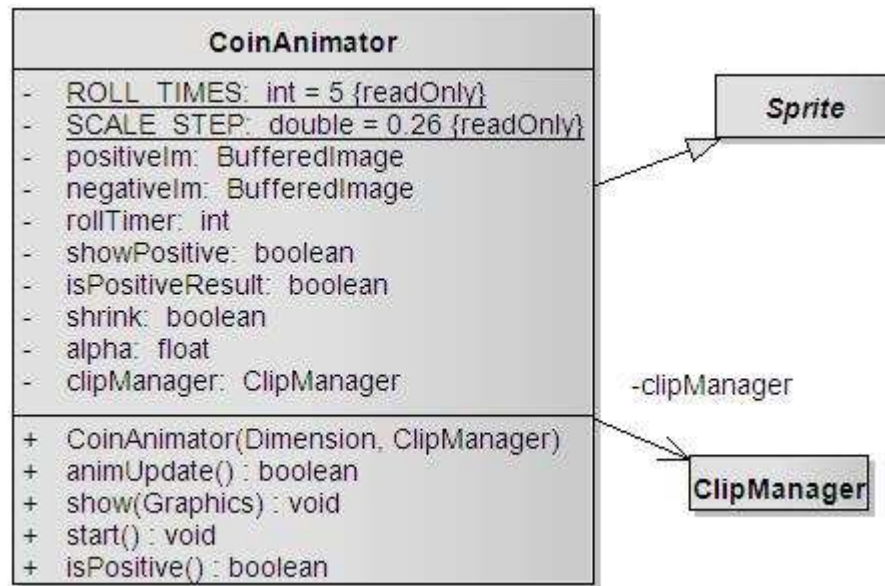 CoinAnimator
- ROLL_TIMES: int = 5 {readOnly}
- SCALE_STEP: double = 0.26 {readOnly}
- positiveIm: BufferedImage
- negativeIm: BufferedImage
- rollTimer: int
- showPositive: boolean
- isPositiveResult: boolean
- shrink: boolean
- alpha: float
- clipManager: ClipManager
+ CoinAnimator(Dimension, ClipManager)
+ animUpdate() : boolean
+ show(Graphics) : void
+ start() : void
+ isPositive() : boolean
Sprite
-clipManager
ClipManager